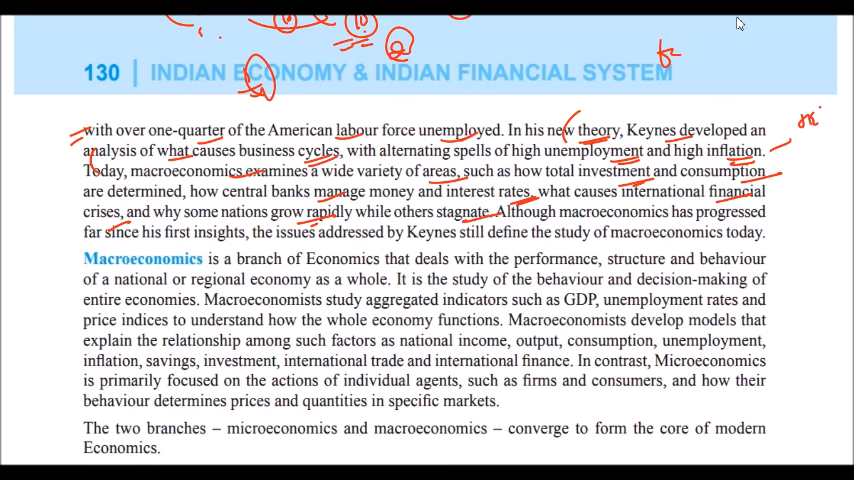 130 | INDIAN ECONOMY & INDIAN FINANCIAL SYSTEM
with over one-quarter of the American labour force unemployed. In his new theory, Keynes developed an
analysis of what causes business cycles, with alternating spells of high unemployment and high inflation.
Today, macroeconomics examines a wide variety of areas, such as how total investment and consumption
are determined, how central banks manage money and interest rates, what causes international financial
crises, and why some nations grow rapidly while others stagnate. Although macroeconomics has progressed
far since his first insights, the issues addressed by Keynes still define the study of macroeconomics today.
Macroeconomics is a branch of Economics that deals with the performance, structure and behaviour
of a national or regional economy as a whole. It is the study of the behaviour and decision-making of
entire economies. Macroeconomists study aggregated indicators such as GDP, unemployment rates and
price indices to understand how the whole economy functions. Macroeconomists develop models that
explain the relationship among such factors as national income, output, consumption, unemployment,
inflation, savings, investment, international trade and international finance. In contrast, Microeconomics
is primarily focused on the actions of individual agents, such as firms and consumers, and how their
behaviour determines prices and quantities in specific markets.
The two branches – microeconomics and macroeconomics – converge to form the core of modern
Economics.